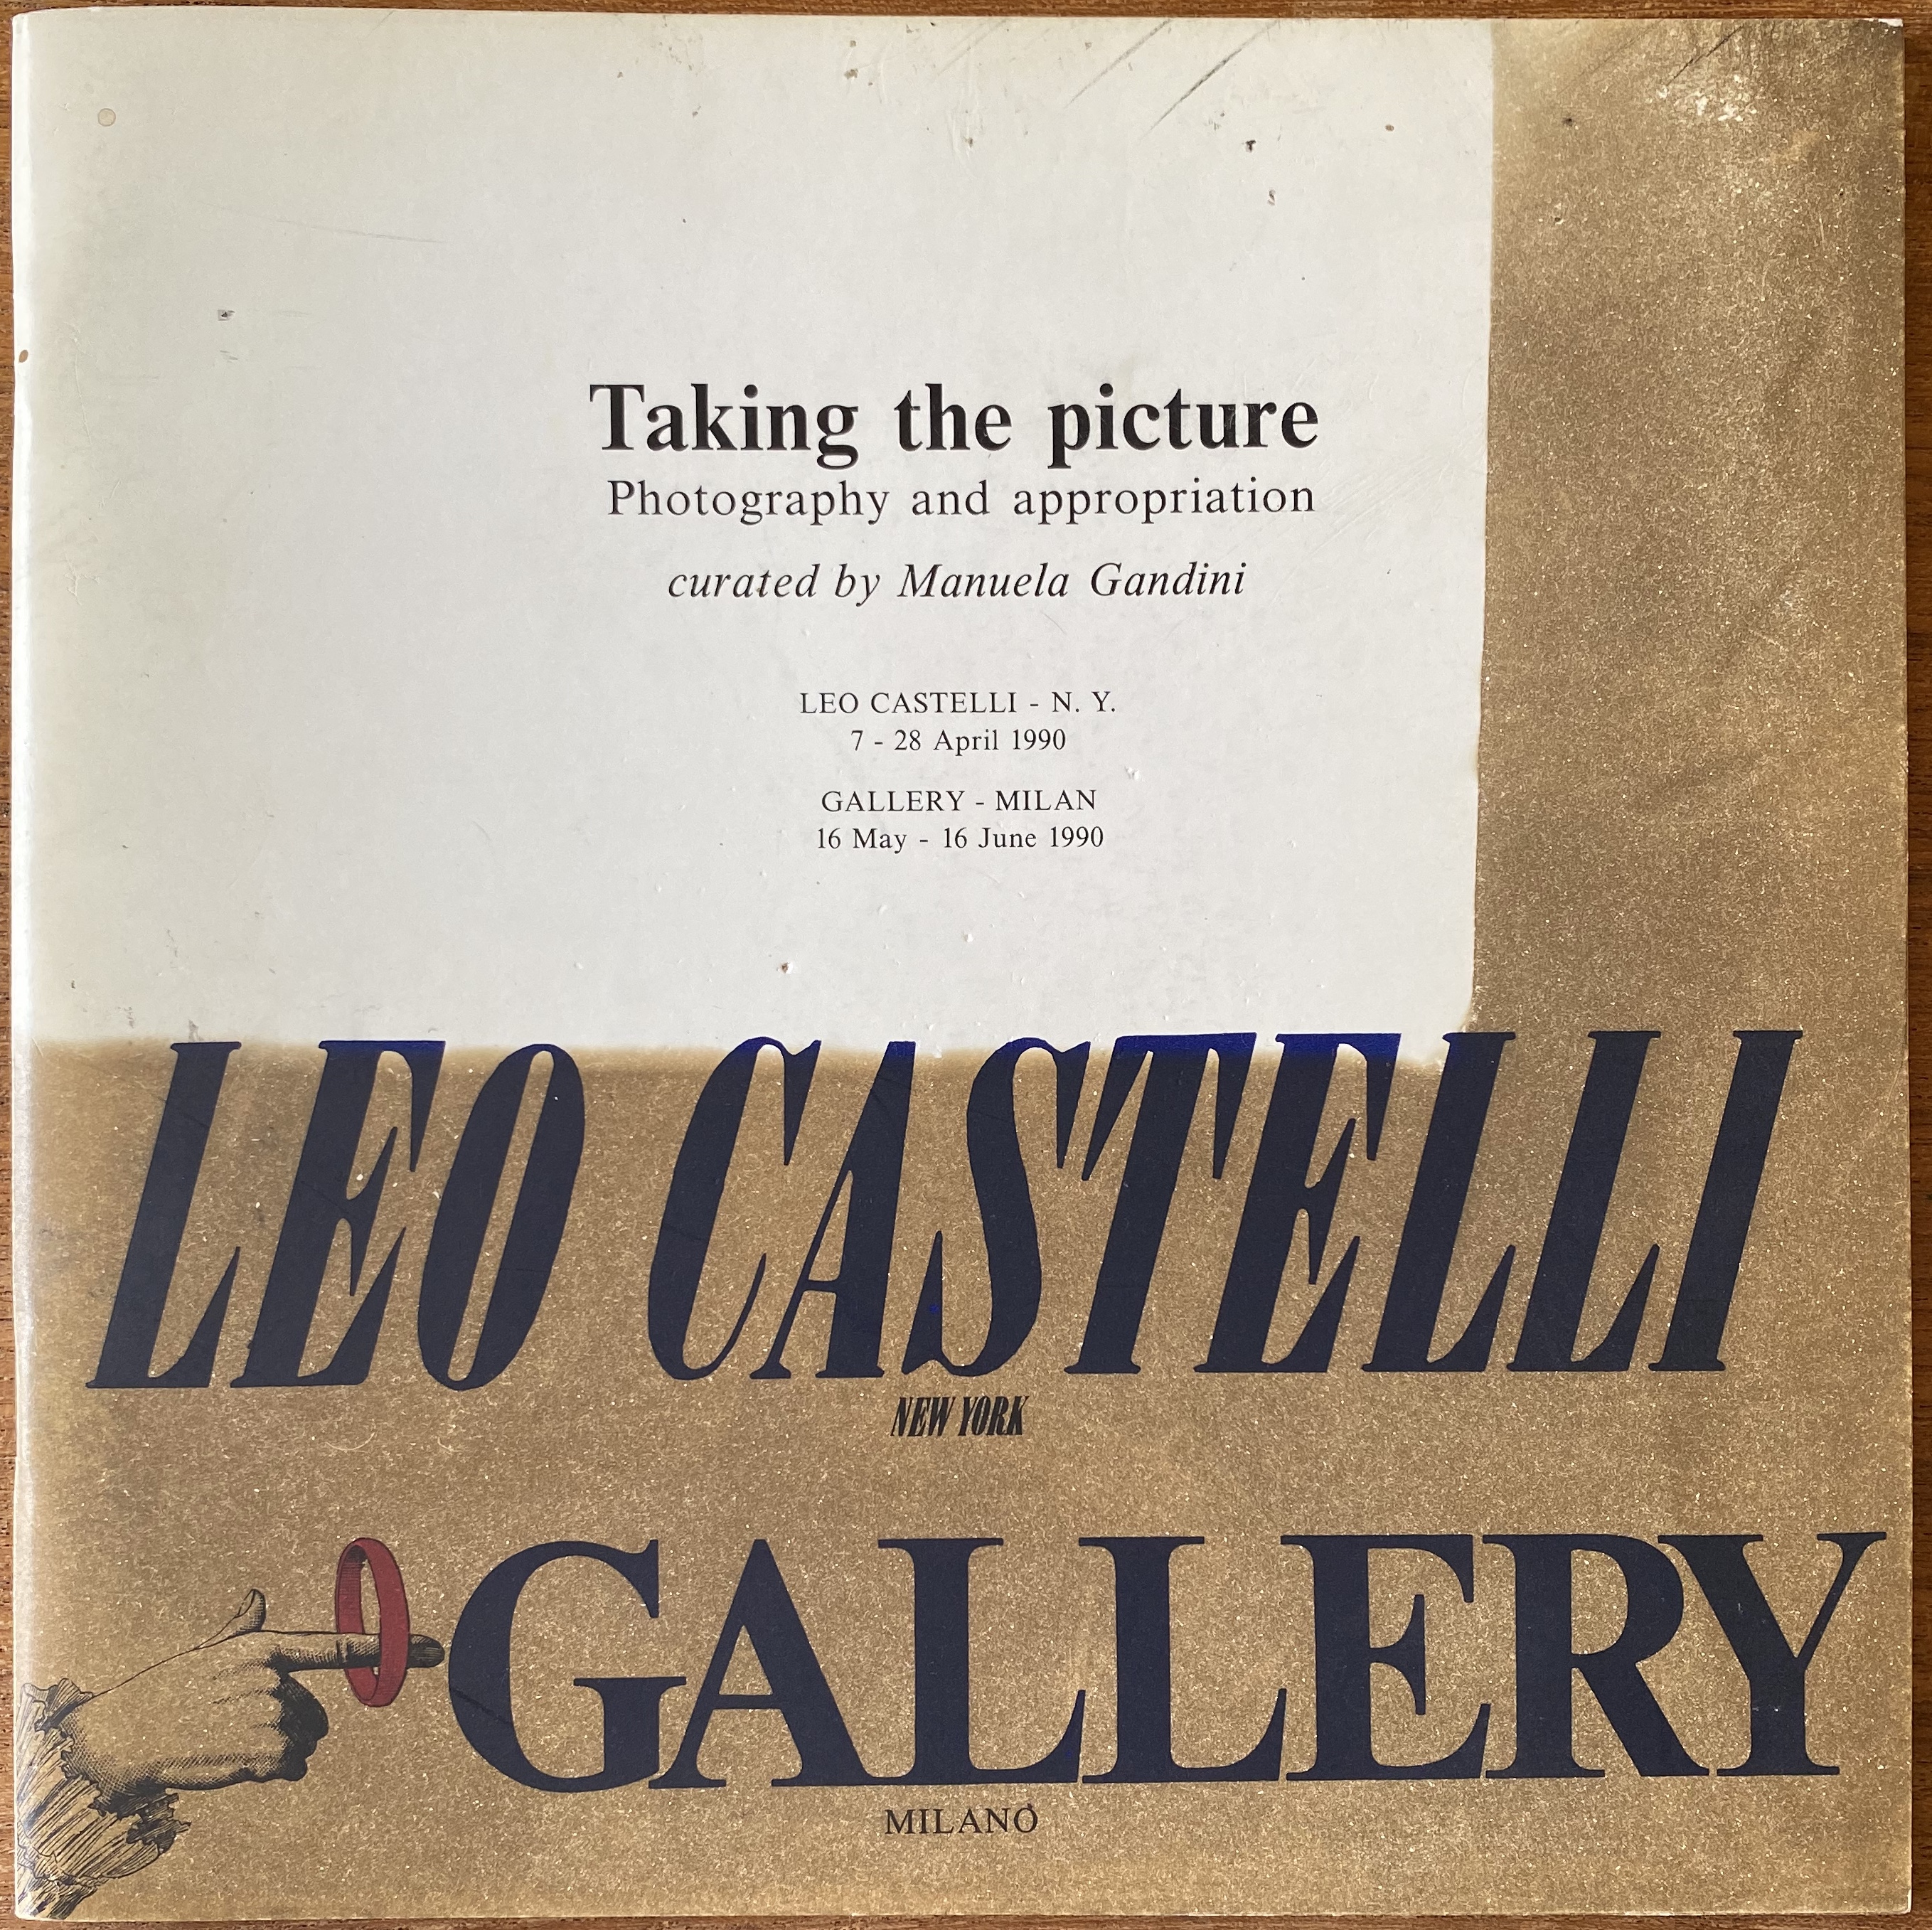 Taking the picture
Photography and appropriation
curated by Manuela Gandini
LEO CASTELLI - N. Y.
7 - 28 April 1990
GALLERY - MILAN
16 May - 16 June 1990
LEO CASTELLI
NEW YORK
GALLERY
MILANO